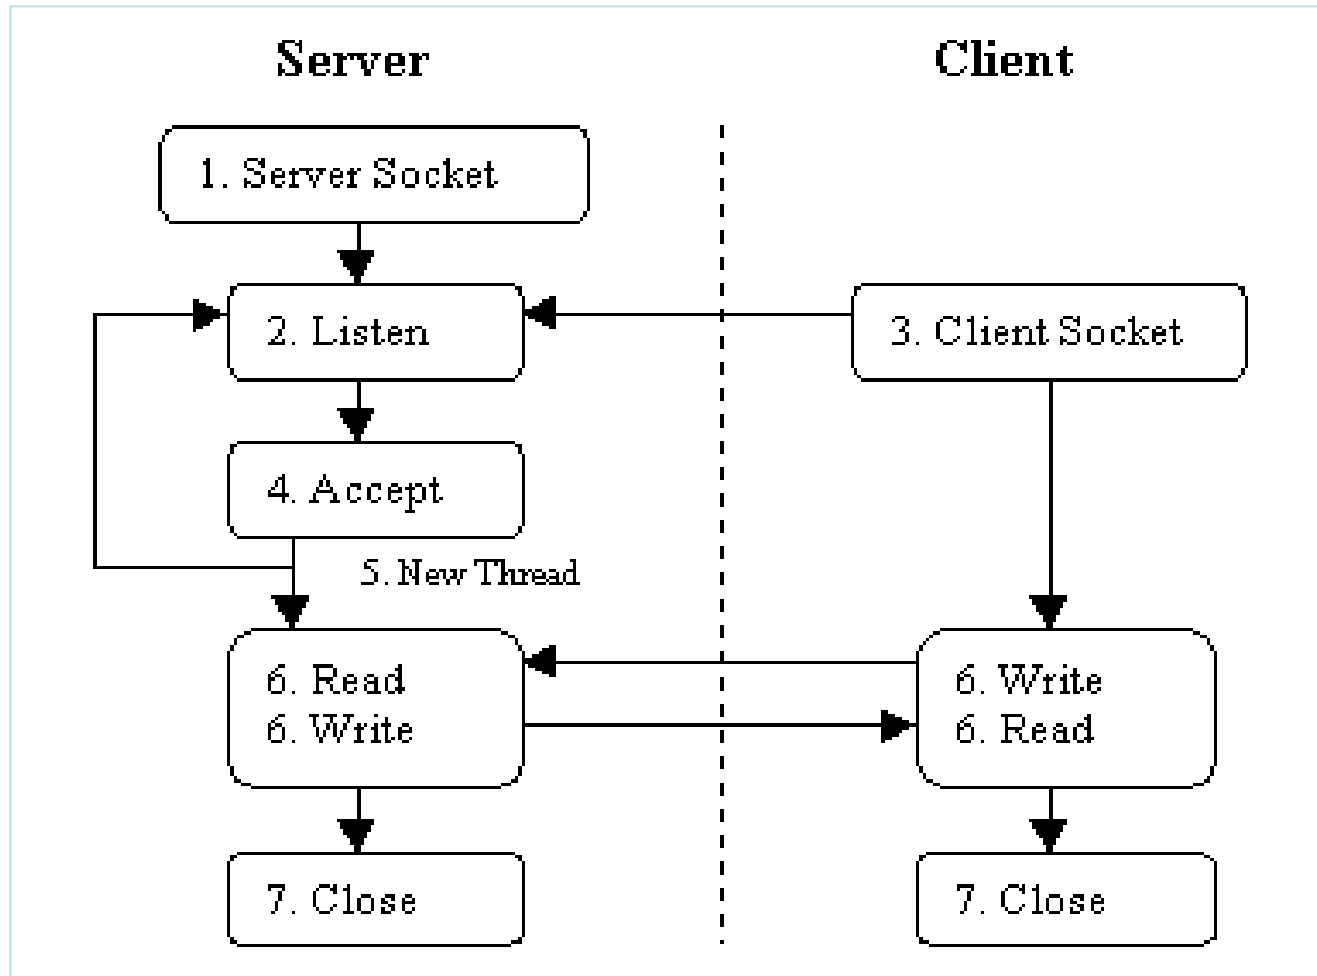 Server
Client
1. Server Socket
2. Listen
3. Client Socket
4. Accept
5. New Thread
6. Read
6. Write
6. Write
6. Read
7. Close
7. Close